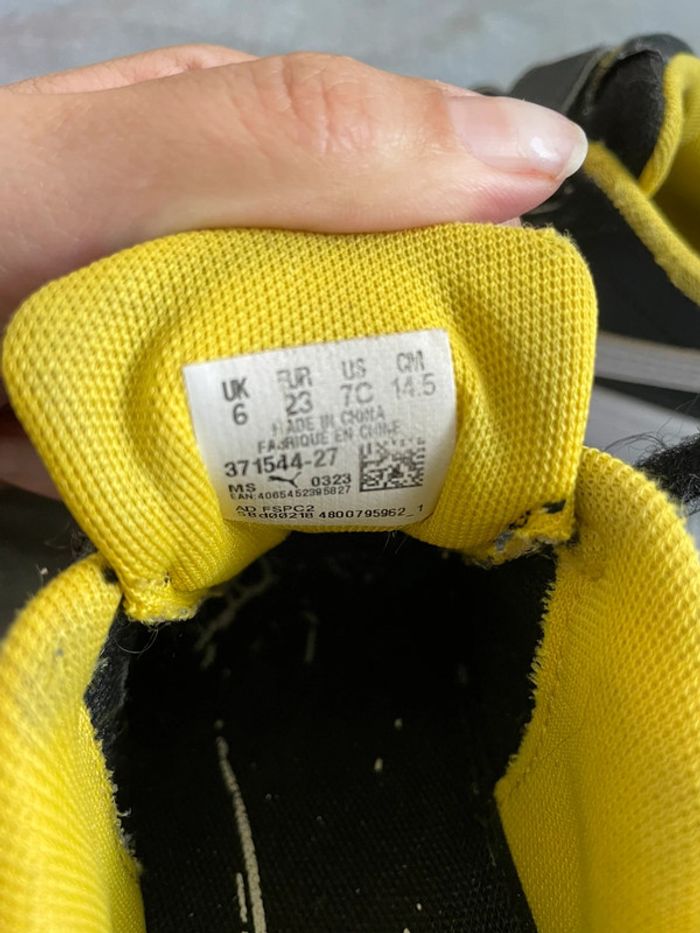 UK EUR US CM
6 23 7C 14.5
MADE IN CHINA
FABRIQUE EN CHINE
371544-27
MS 0323
EAN:4065452395827
AD FSPC2
SBd00218 4800795962_1